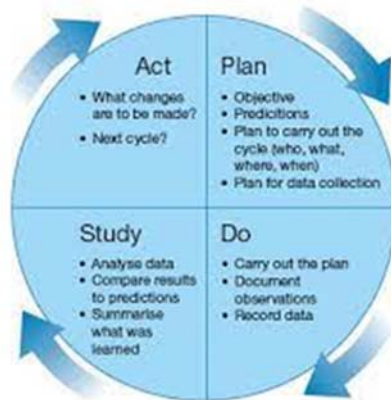 Act
• What changes
are to be made?
• Next cycle?
Plan
• Objective
• Predicitions
• Plan to carry out the
cycle (who, what,
where, when)
• Plan for data collection
Study
• Analyse data
• Compare results
to predictions
• Summarise
what was
learned
Do
• Carry out the plan
• Document
observations
• Record data